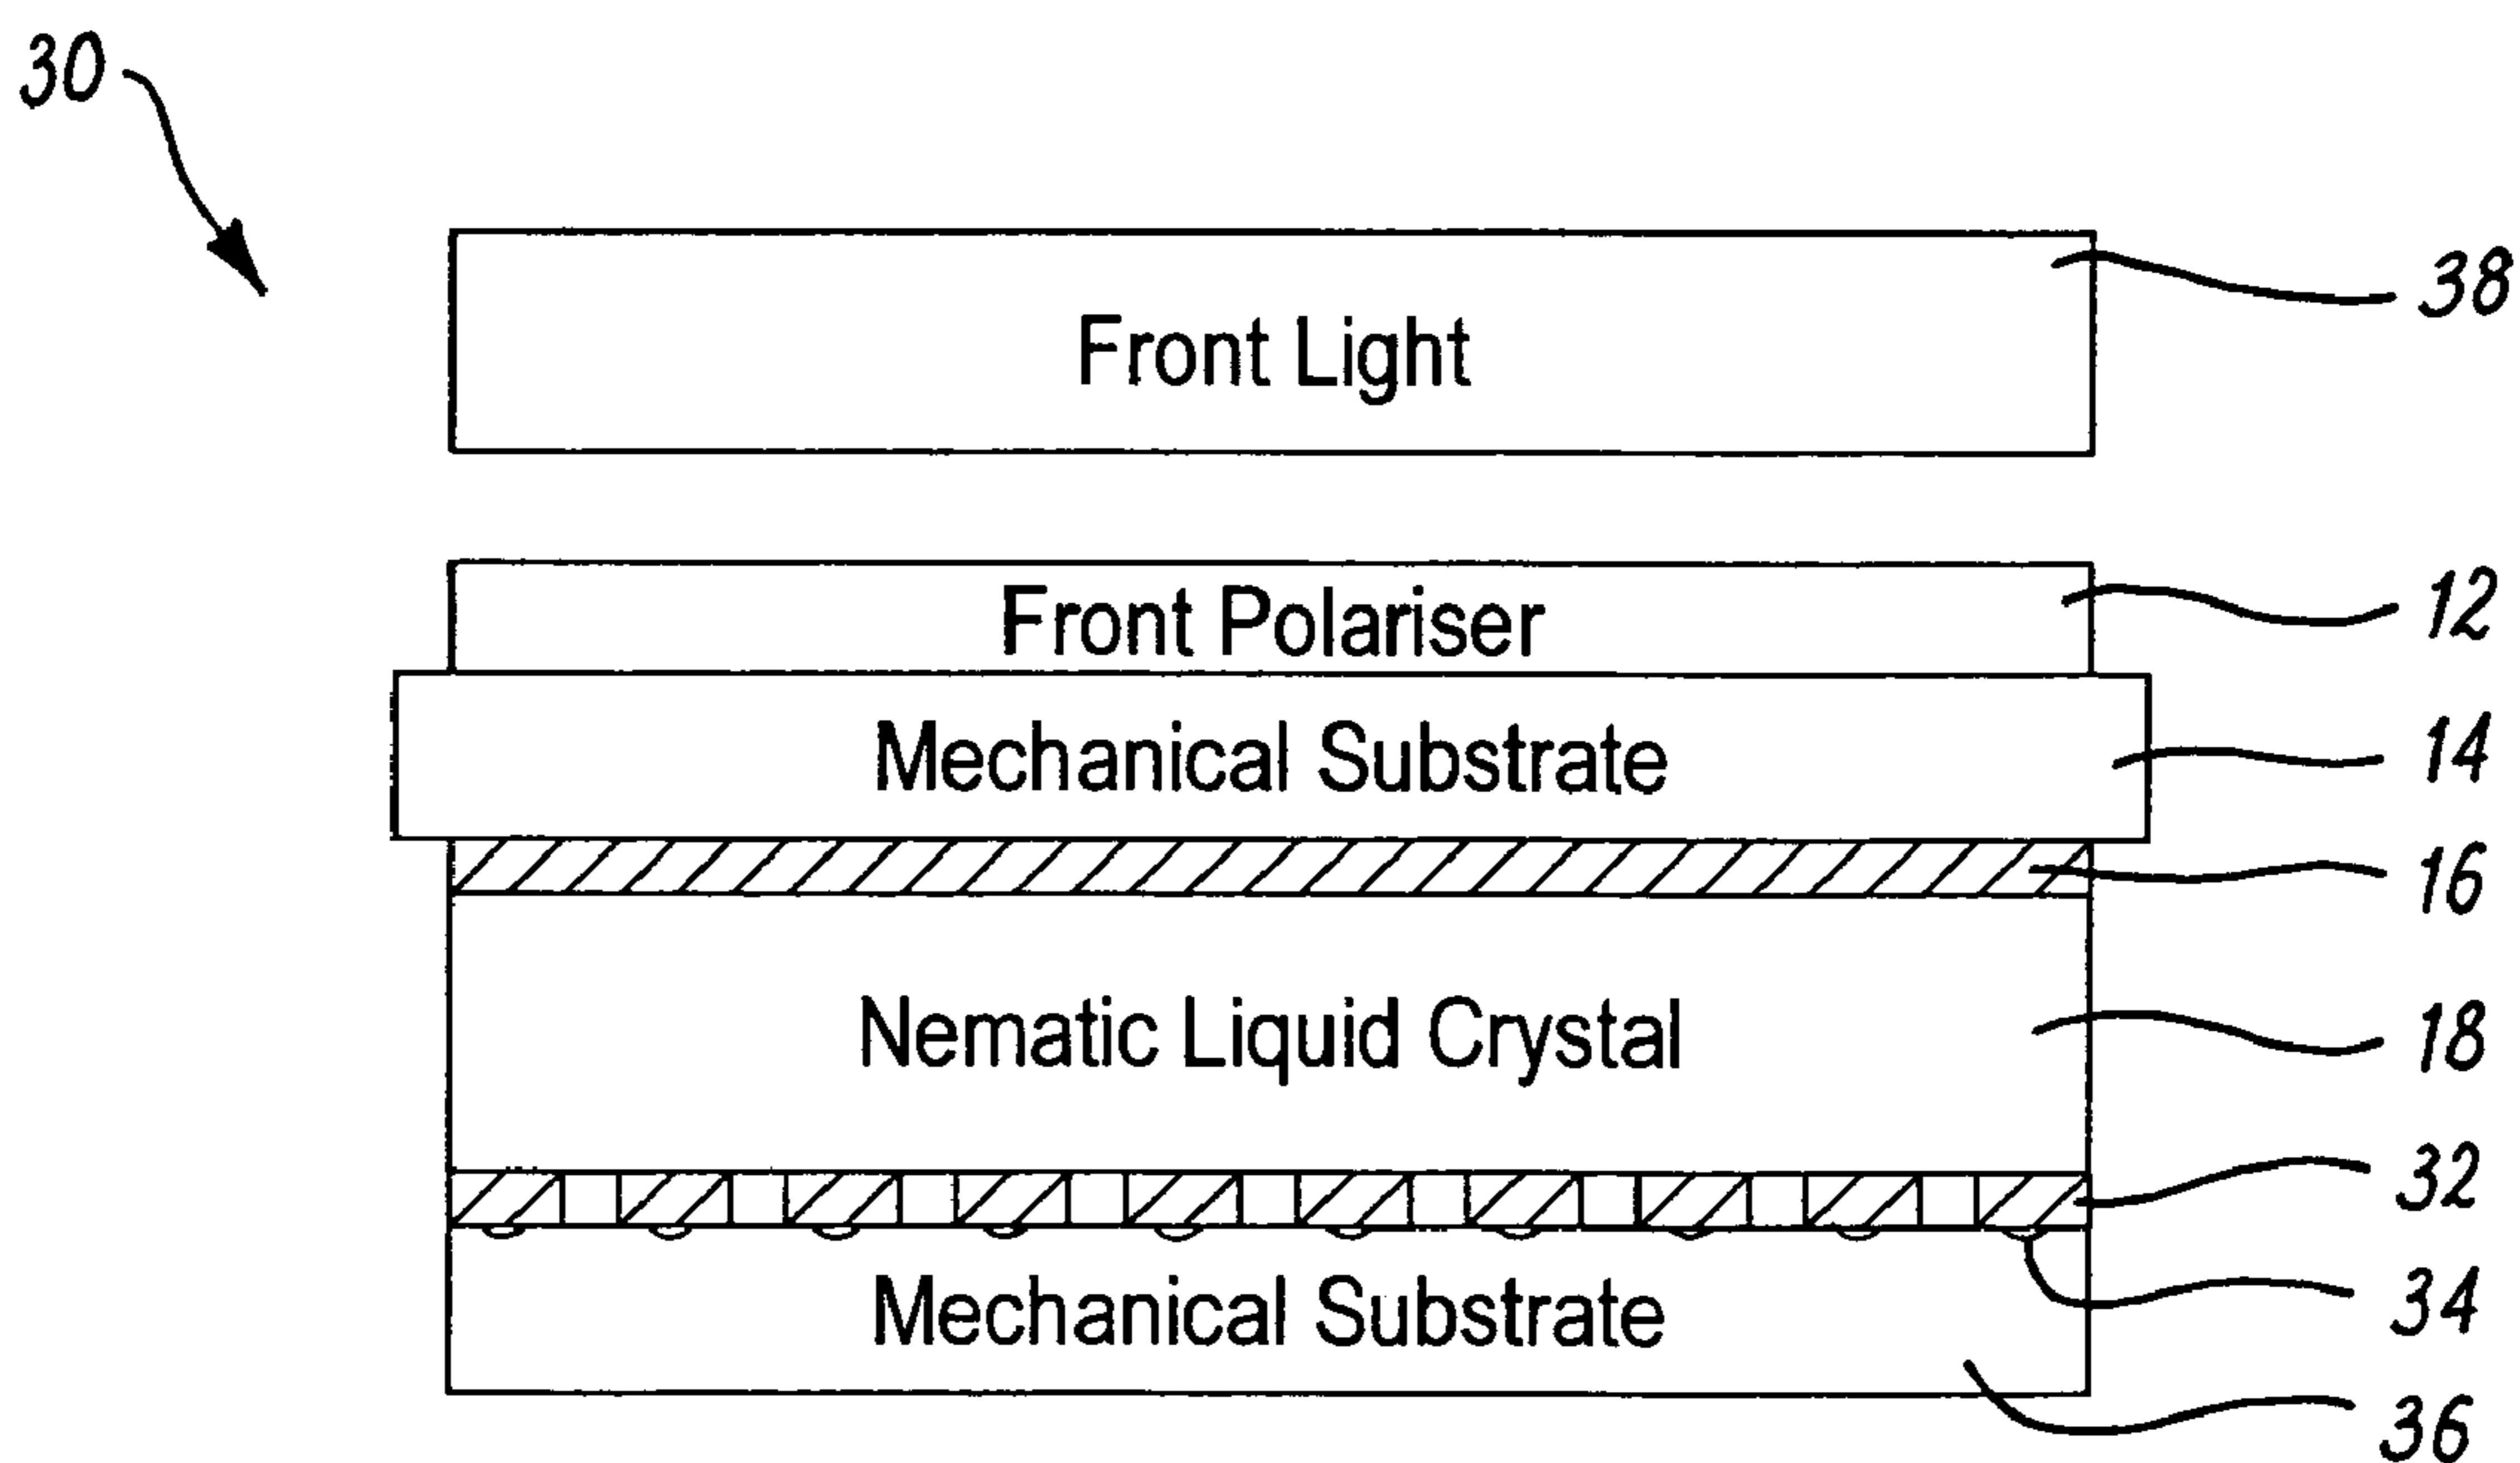 30
Front Light 38
Front Polariser 12
Mechanical Substrate 14
16
Nematic Liquid Crystal 18
32
Mechanical Substrate 34
36